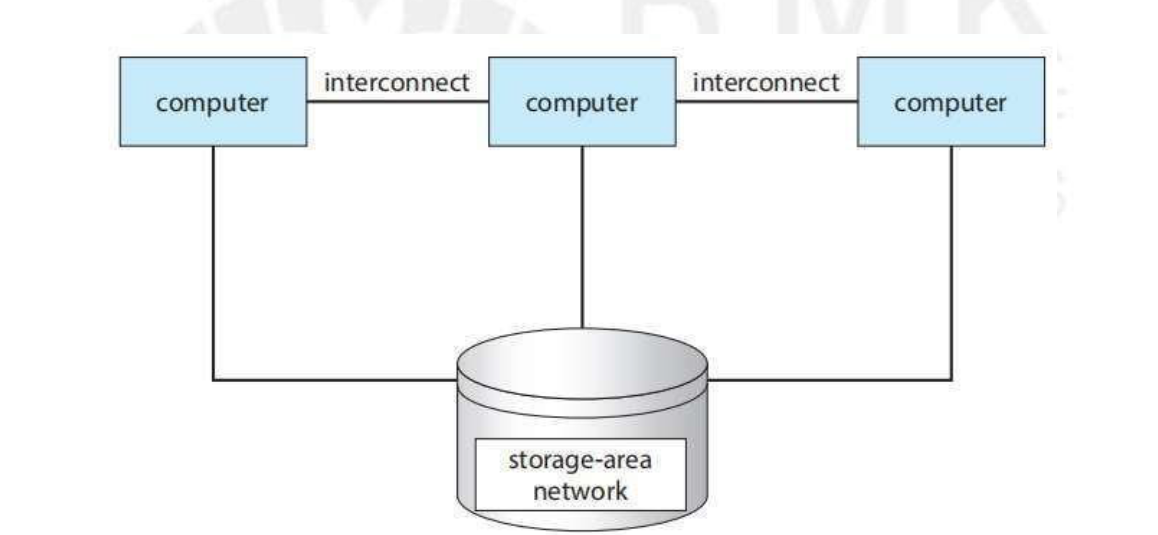 computer
interconnect
computer
interconnect
computer
storage-area
network